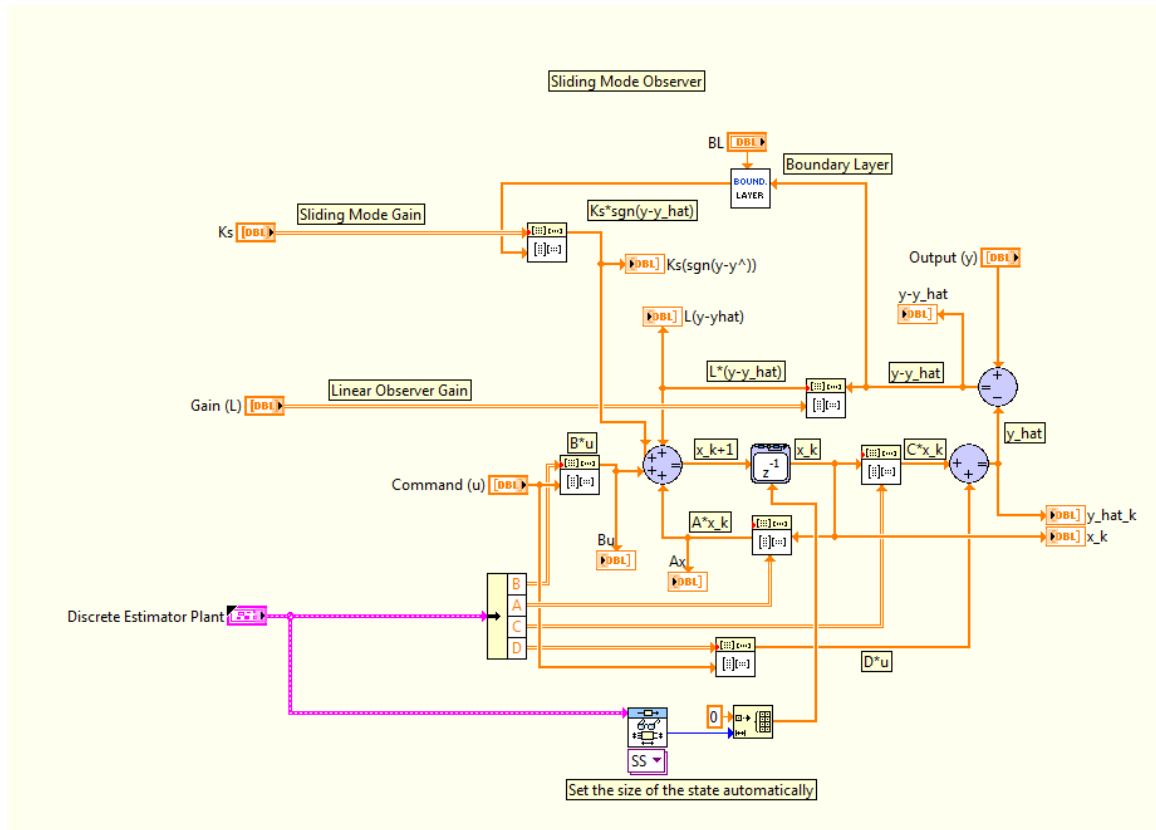 Sliding Mode Observer
BL
DBL
Boundary Layer
BOUND.
LAYER
Sliding Mode Gain
Ks*sgn(y-y_hat)
Ks
[DBL]
Ks(sgn(y-y^))
[DBL]
Output (y)
[DBL]
y-y_hat
[DBL]
L(y-yhat)
[DBL]
L*(y-y_hat)
y-y_hat
Linear Observer Gain
Gain (L)
[DBL]
y_hat
B*u
x_k+1
x_k
C*x_k
z-1
Command (u)
[DBL]
A*x_k
y_hat_k
[DBL]
x_k
[DBL]
Bu
[DBL]
Ax
[DBL]
B
A
C
D
Discrete Estimator Plant
D*u
0
SS
Set the size of the state automatically